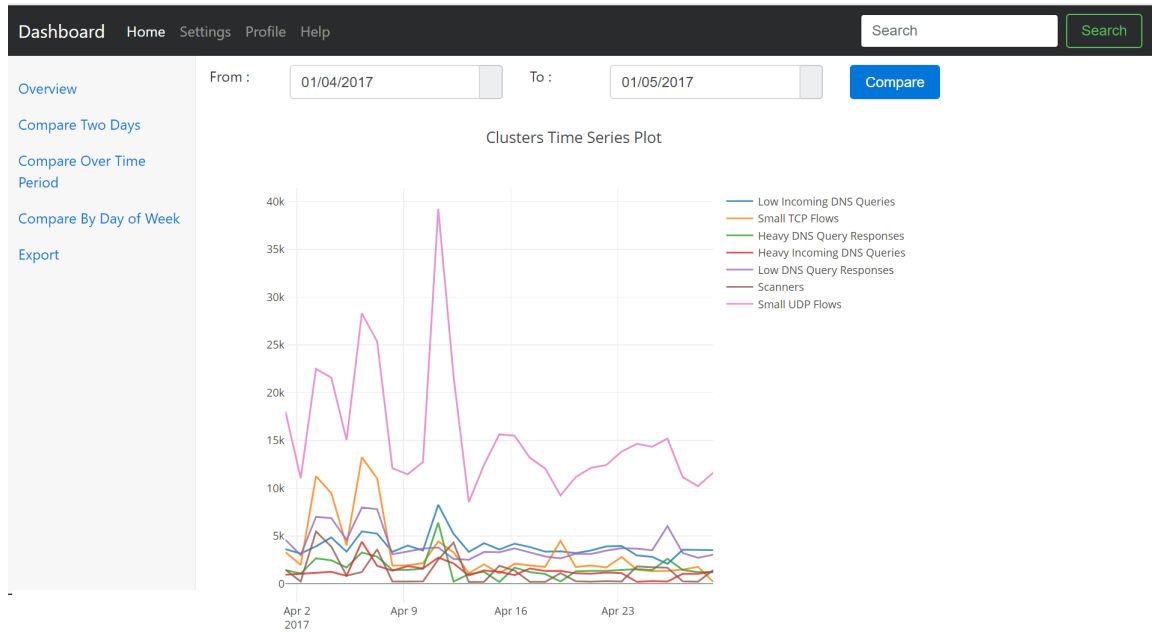 Dashboard Home Settings Profile Help Search Search
Overview
Compare Two Days
Compare Over Time
Period
Compare By Day of Week
Export
From : 01/04/2017 To : 01/05/2017 Compare
Clusters Time Series Plot
40k
35k
30k
25k
20k
15k
10k
5k
0
Apr 2 Apr 9 Apr 16 Apr 23
2017
Low Incoming DNS Queries
Small TCP Flows
Heavy DNS Query Responses
Heavy Incoming DNS Queries
Low DNS Query Responses
Scanners
Small UDP Flows